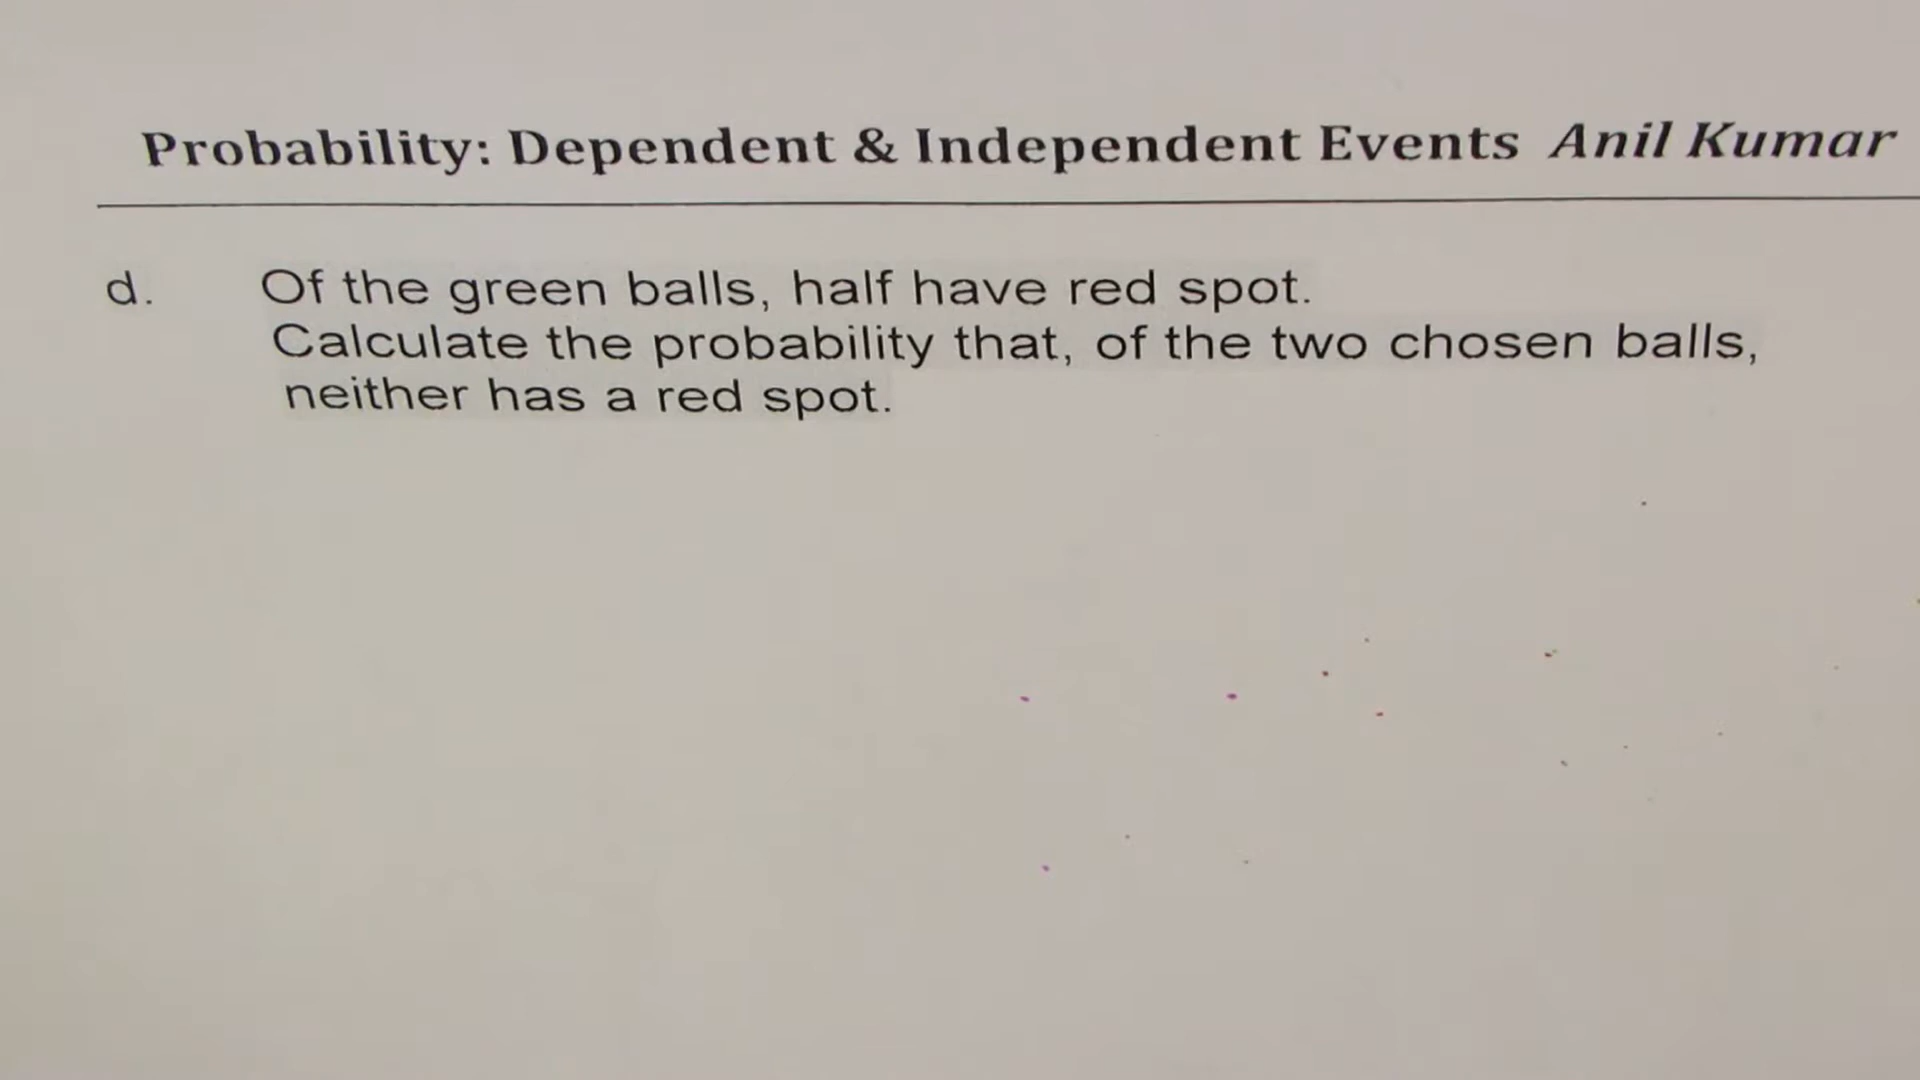 Probability: Dependent & Independent Events Anil Kumar
d. Of the green balls, half have red spot.
Calculate the probability that, of the two chosen balls,
neither has a red spot.